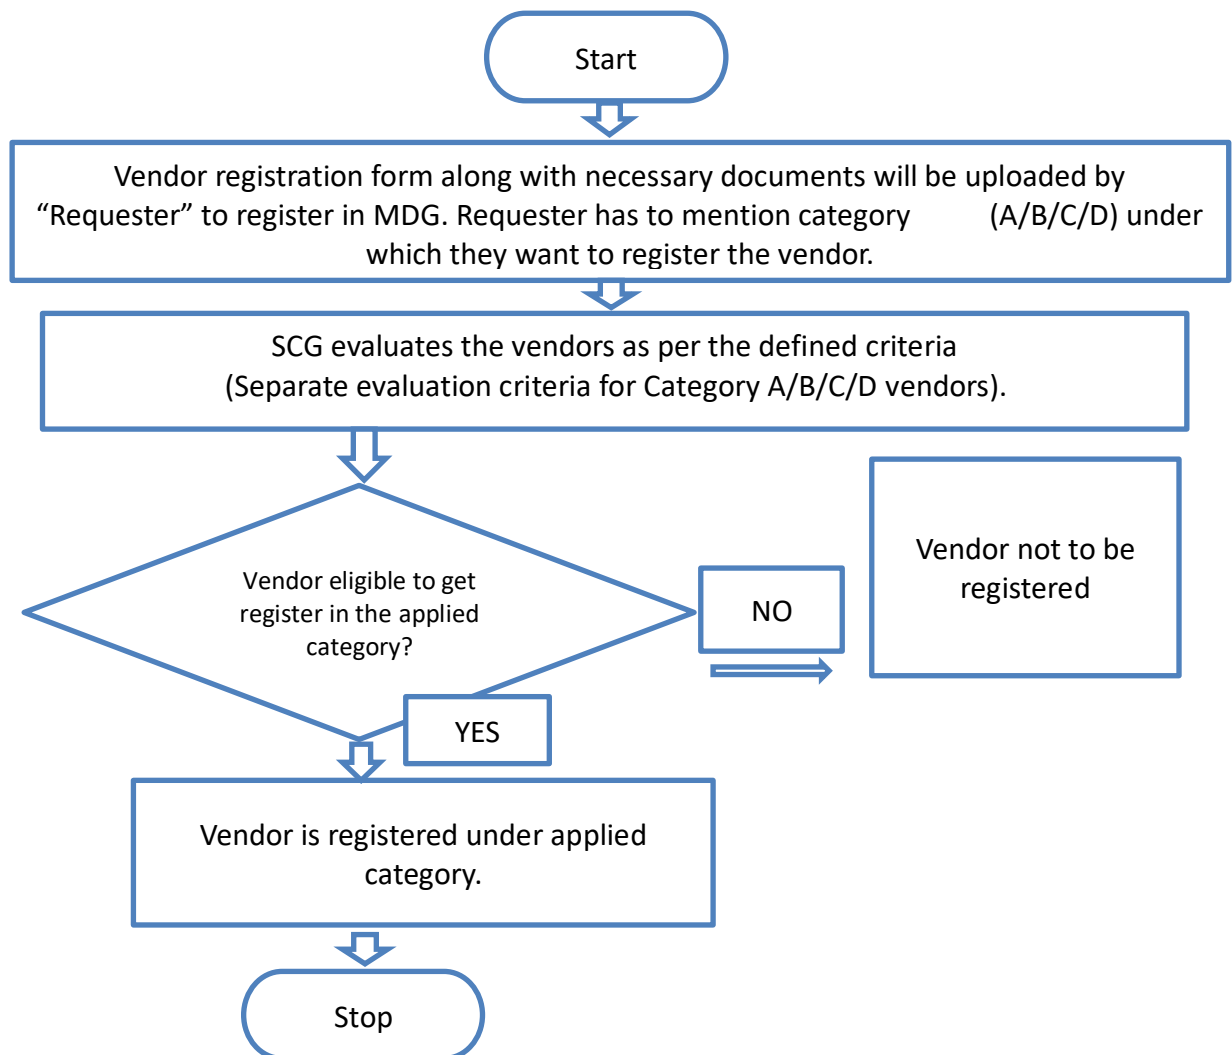 Start
Vendor registration form along with necessary documents will be uploaded by
“Requester” to register in MDG. Requester has to mention category (A/B/C/D) under
which they want to register the vendor.
SCG evaluates the vendors as per the defined criteria
(Separate evaluation criteria for Category A/B/C/D vendors).
Vendor eligible to get
register in the applied
category?
NO
Vendor not to be
registered
YES
Vendor is registered under applied
category.
Stop